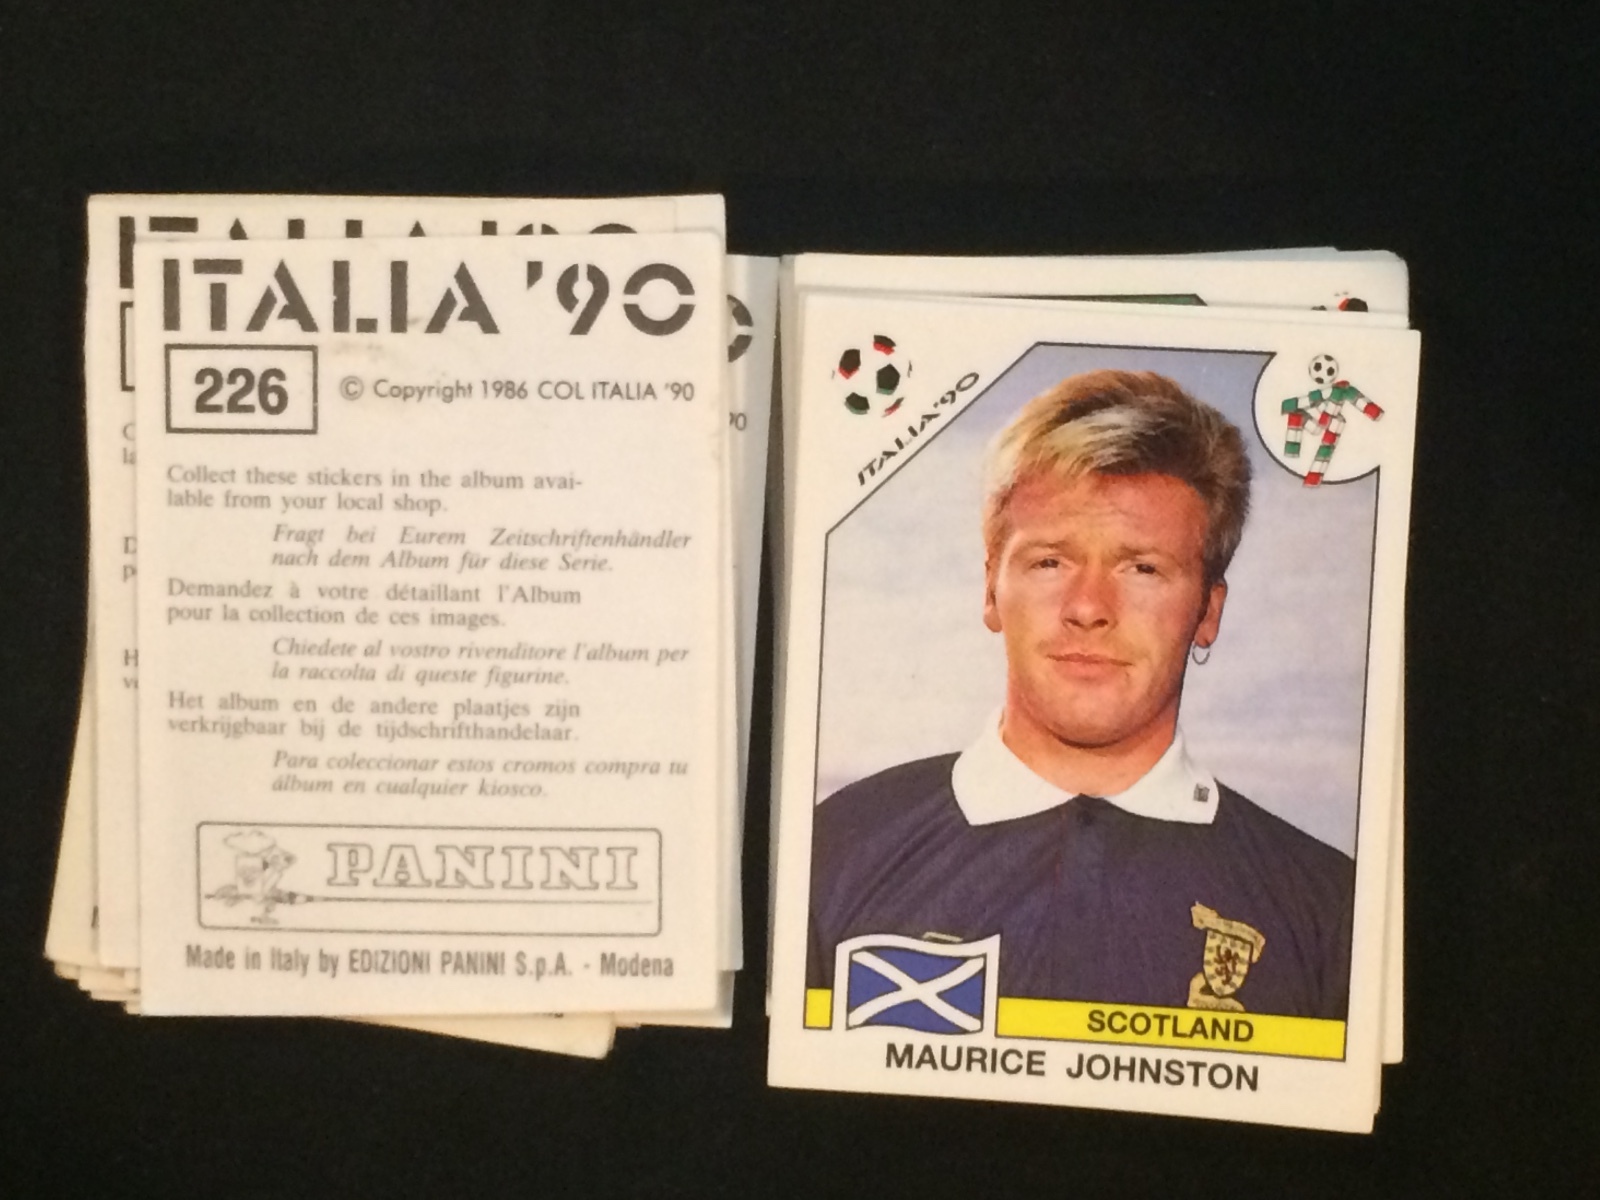 ITALIA '90
ITALIA '90
226
© Copyright 1986 COL ITALIA '90
Collect these stickers in the album avai-
lable from your local shop.
Fragt bei Eurem Zeitschriftenhändler
nach dem Album für diese Serie.
Demandez à votre détaillant l'Album
pour la collection de ces images.
Chiedete al vostro rivenditore l'album per
la raccolta di queste figurine.
Het album en de andere plaatjes zijn
verkrijgbaar bij de tijdschrifthandelaar.
Para coleccionar estos cromos compra tu
álbum en cualquier kiosco.
PANINI
Made in Italy by EDIZIONI PANINI S.p.A. - Modena
ITALIA'90
SCOTLAND
MAURICE JOHNSTON